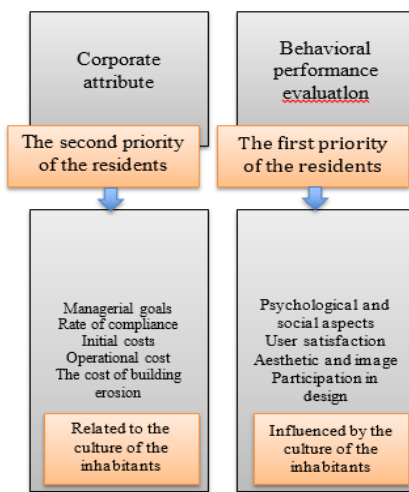 Corporate
attribute
The second priority
of the residents
Managerial goals
Rate of compliance
Initial costs
Operational cost
The cost of building
erosion
Related to the
culture of the
inhabitants
Behavioral
performance
evaluatlon
The first priority
of the residents
Psychological and
social aspects
User satisfaction
Aesthetic and image
Participation in
design
Influenced by the
culture of the
inhabitants